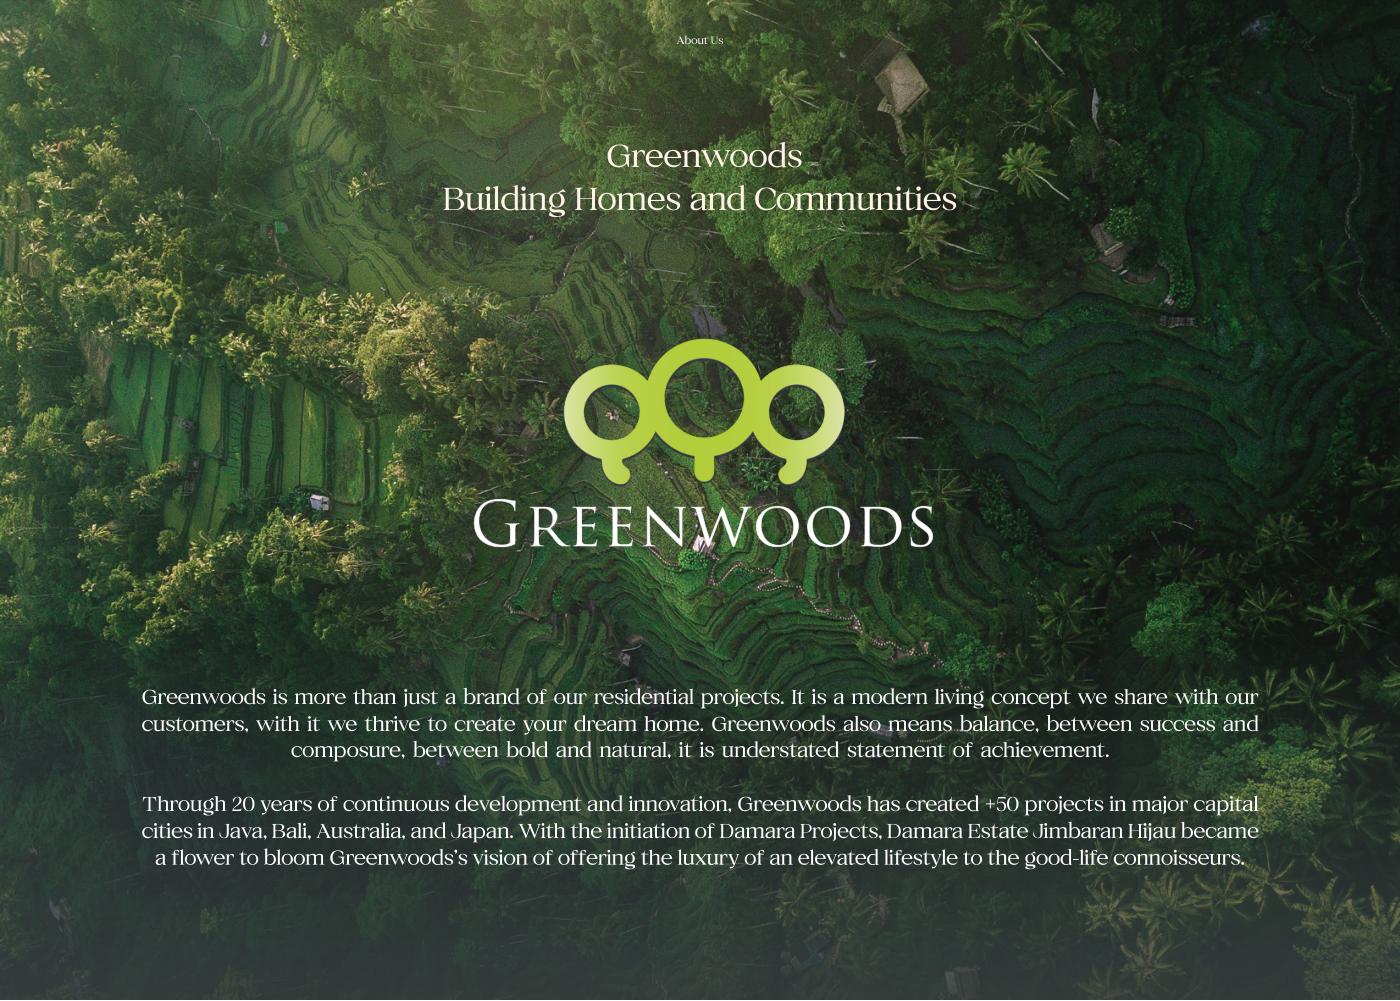 About Us
Greenwoods
Building Homes and Communities
GREENWOODS
Greenwoods is more than just a brand of our residential projects. It is a modern living concept we share with our
customers, with it we thrive to create your dream home. Greenwoods also means balance, between success and
composure, between bold and natural, it is understated statement of achievement.
Through 20 years of continuous development and innovation, Greenwoods has created +50 projects in major capital
cities in Java, Bali, Australia, and Japan. With the initiation of Damara Projects, Damara Estate Jimbaran Hijau became
a flower to bloom Greenwoods’s vision of offering the luxury of an elevated lifestyle to the good-life connoisseurs.